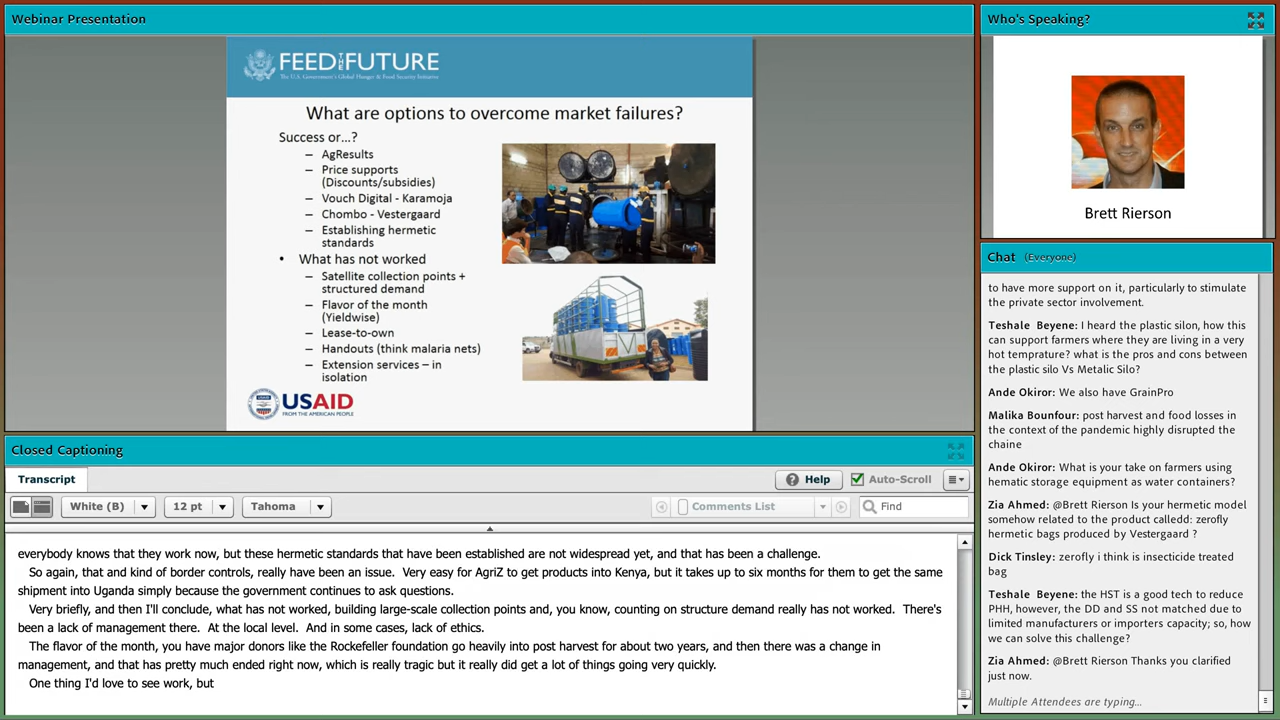 Webinar Presentation
FEED THE FUTURE
The U.S. Government's Global Hunger & Food Security Initiative
What are options to overcome market failures?
Success or...?
– AgResults
– Price supports
(Discounts/subsidies)
– Vouch Digital - Karamoja
– Chombo - Vestergaard
– Establishing hermetic
standards
• What has not worked
– Satellite collection points +
structured demand
– Flavor of the month
(Yieldwise)
– Lease-to-own
– Handouts (think malaria nets)
– Extension services – in
isolation
USAID
FROM THE AMERICAN PEOPLE
Who's Speaking?
Brett Rierson
Chat (Everyone)
to have more support on it, particularly to stimulate
the private sector involvement.
Teshale Beyene: I heard the plastic silon, how this
can support farmers where they are living in a very
hot temprature? what is the pros and cons between
the plastic silo Vs Metalic Silo?
Ande Okiror: We also have GrainPro
Malika Bounfour: post harvest and food losses in
the context of the pandemic highly disrupted the
chaine
Ande Okiror: What is your take on farmers using
hematic storage equipment as water containers?
Zia Ahmed: @Brett Rierson Is your hermetic model
somehow related to the product calledd: zerofly
hermetic bags produced by Vestergaard ?
Dick Tinsley: zerofly i think is insecticide treated
bag
Teshale Beyene: the HST is a good tech to reduce
PHH, however, the DD and SS not matched due to
limited manufacturers or importers capacity; so, how
we can solve this challenge?
Zia Ahmed: @Brett Rierson Thanks you clarified
just now.
Multiple Attendees are typing...
Closed Captioning
Transcript
Help
Auto-Scroll
White (B)
12 pt
Tahoma
Comments List
Find
everybody knows that they work now, but these hermetic standards that have been established are not widespread yet, and that has been a challenge.
So again, that and kind of border controls, really have been an issue. Very easy for AgriZ to get products into Kenya, but it takes up to six months for them to get the same
shipment into Uganda simply because the government continues to ask questions.
Very briefly, and then I'll conclude, what has not worked, building large-scale collection points and, you know, counting on structure demand really has not worked. There's
been a lack of management there. At the local level. And in some cases, lack of ethics.
The flavor of the month, you have major donors like the Rockefeller foundation go heavily into post harvest for about two years, and then there was a change in
management, and that has pretty much ended right now, which is really tragic but it really did get a lot of things going very quickly.
One thing I'd love to see work, but